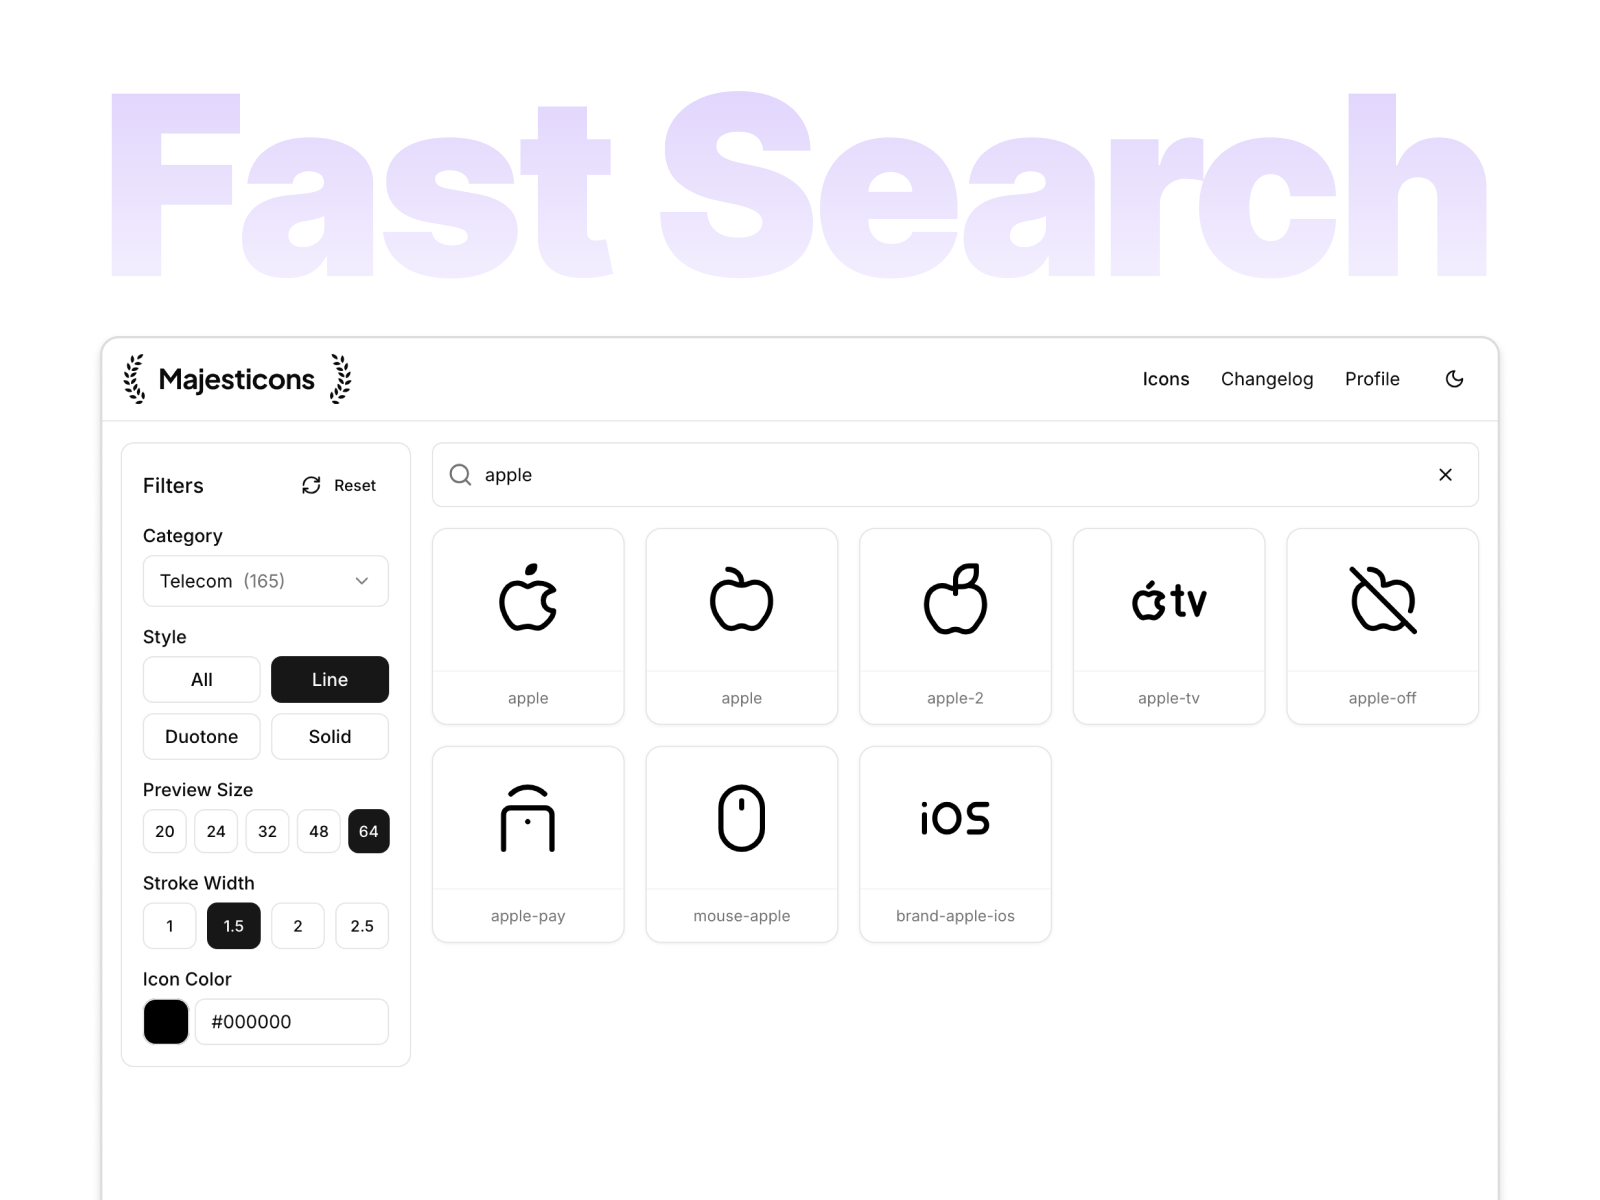 Fast Search
Majesticons
Icons Changelog Profile
Filters Reset
Category
Telecom (165)
Style
All Line
Duotone Solid
Preview Size
20 24 32 48 64
Stroke Width
1 1.5 2 2.5
Icon Color
#000000
apple
tv
apple apple apple-2 apple-tv apple-off
iOS
apple-pay mouse-apple brand-apple-ios